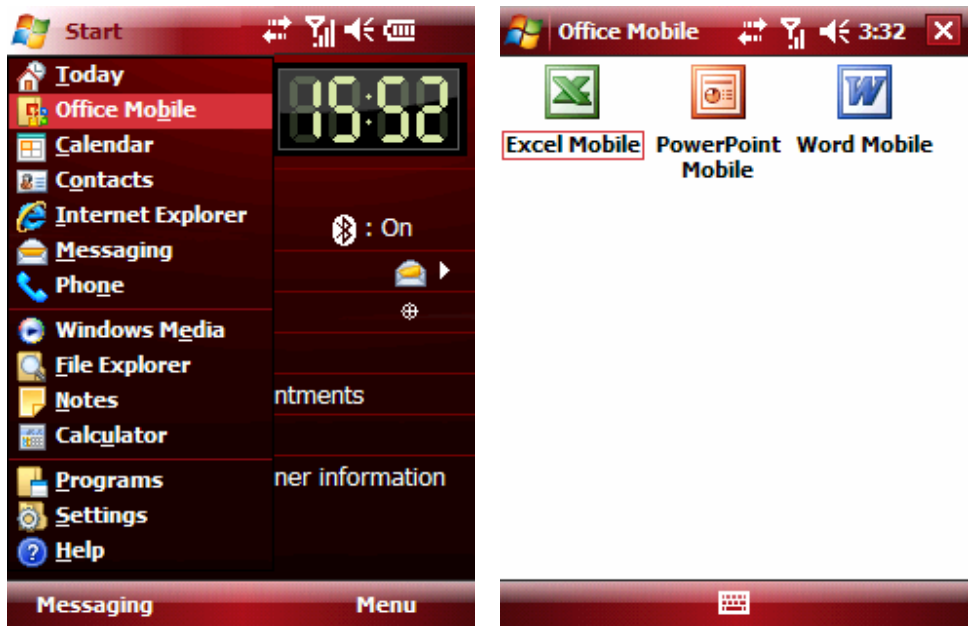 Start
Today
15:52
Office Mobile
Calendar
Contacts
Internet Explorer
: On
Messaging
Phone
Windows Media
File Explorer
ntments
Notes
Calculator
Programs
ner information
Settings
Help
Messaging Menu
Office Mobile 3:32
Excel Mobile PowerPoint Word Mobile
Mobile